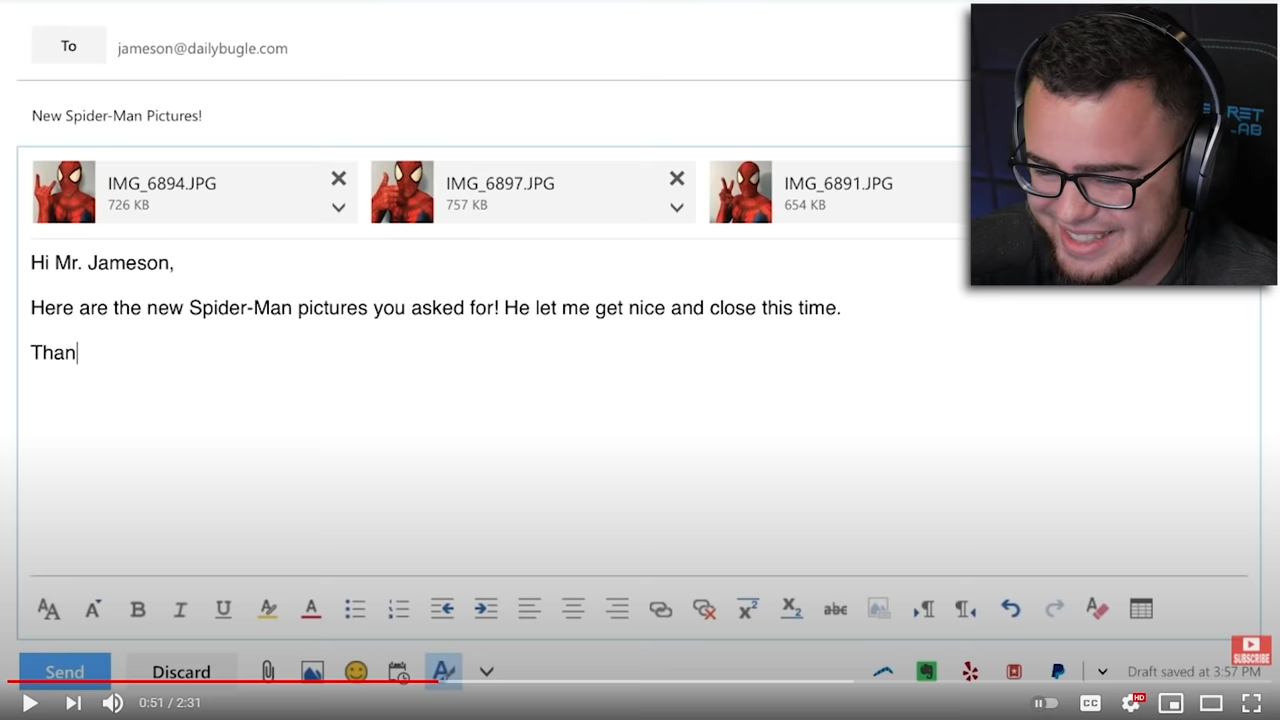 To
jameson@dailybugle.com
New Spider-Man Pictures!
IMG_6894.JPG
726 KB
IMG_6897.JPG
757 KB
IMG_6891.JPG
654 KB
Hi Mr. Jameson,
Here are the new Spider-Man pictures you asked for! He let me get nice and close this time.
Than
Send
Discard
Draft saved at 3:57 PM
SUBSCRIBE
0:51 / 2:31
CC
HD